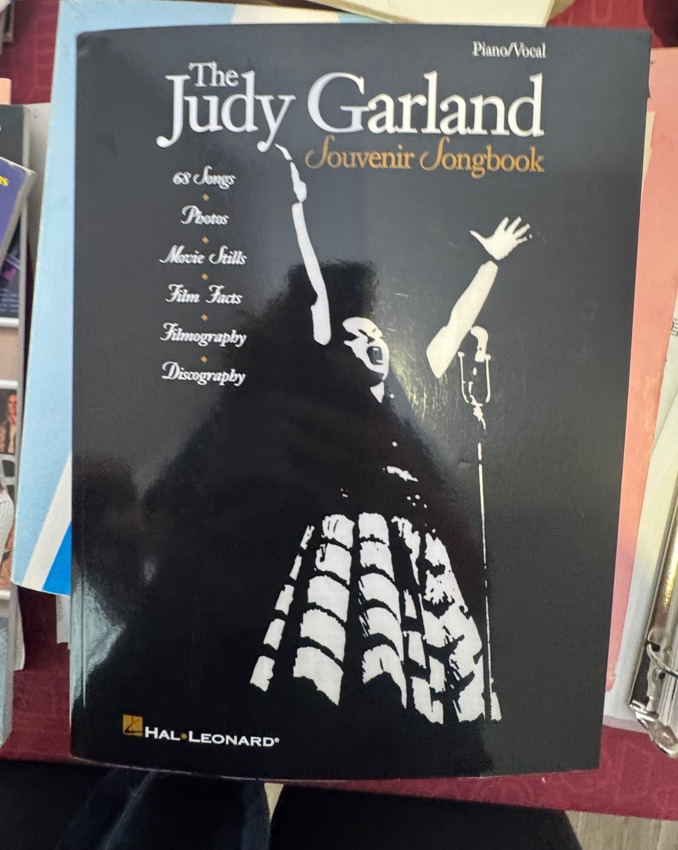 Piano/Vocal
The
Judy Garland
Souvenir Songbook
68 Songs
Photos
Movie Stills
Film Facts
Filmography
Discography
HAL•LEONARD®